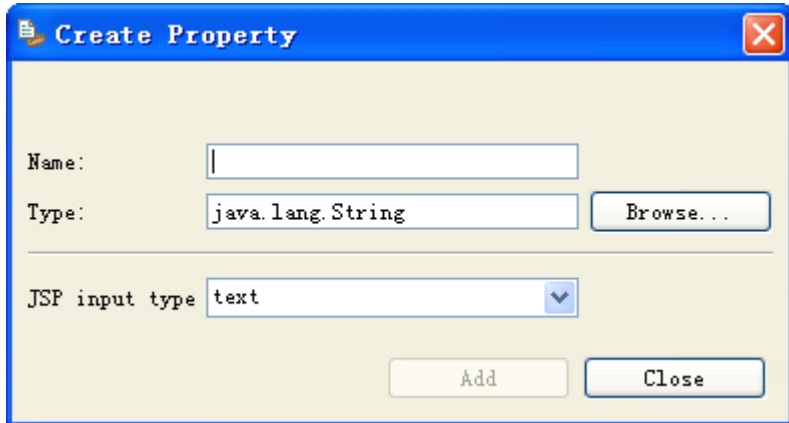 Create Property
Name:
Type: java.lang.String Browse...
JSP input type text
Add Close